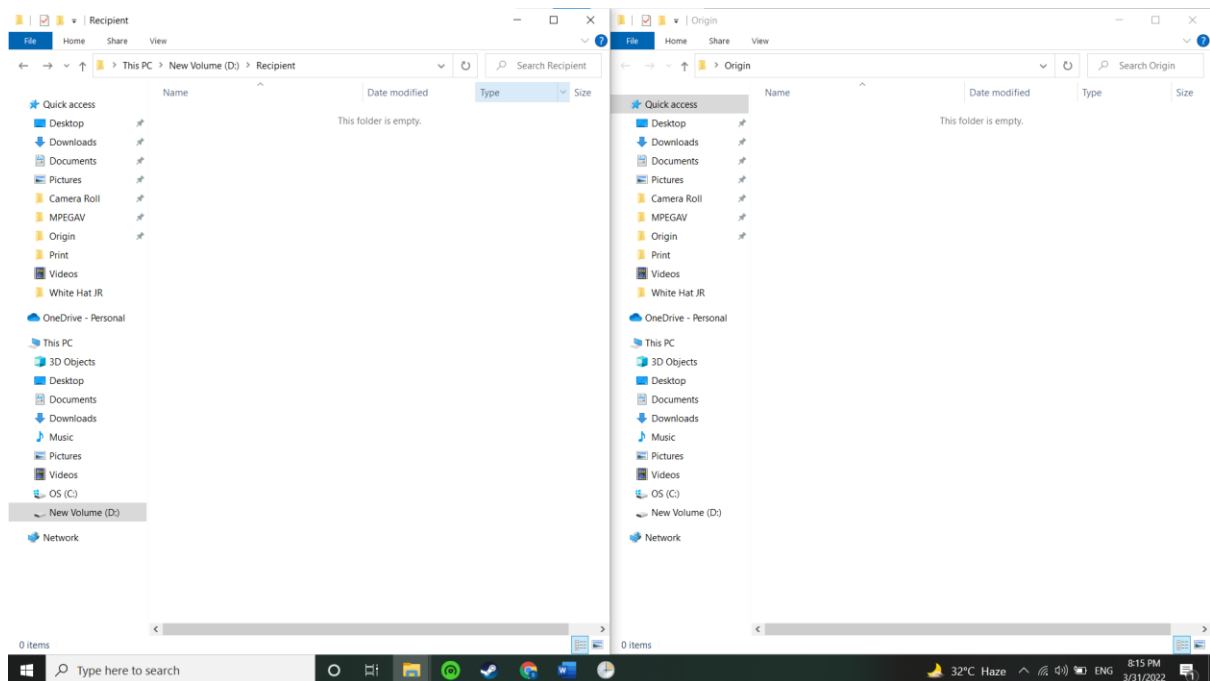 Recipient
File Home Share View
This PC > New Volume (D:) > Recipient
Search Recipient
Name Date modified Type Size
This folder is empty.
Quick access
Desktop
Downloads
Documents
Pictures
Camera Roll
MPEGAV
Origin
Print
Videos
White Hat JR
OneDrive - Personal
This PC
3D Objects
Desktop
Documents
Downloads
Music
Pictures
Videos
OS (C:)
New Volume (D:)
Network
0 items
Origin
File Home Share View
> Origin
Search Origin
Name Date modified Type Size
This folder is empty.
Quick access
Desktop
Downloads
Documents
Pictures
Camera Roll
MPEGAV
Origin
Print
Videos
White Hat JR
OneDrive - Personal
This PC
3D Objects
Desktop
Documents
Downloads
Music
Pictures
Videos
OS (C:)
New Volume (D:)
Network
0 items
Type here to search
32°C Haze
ENG
8:15 PM
3/31/2022